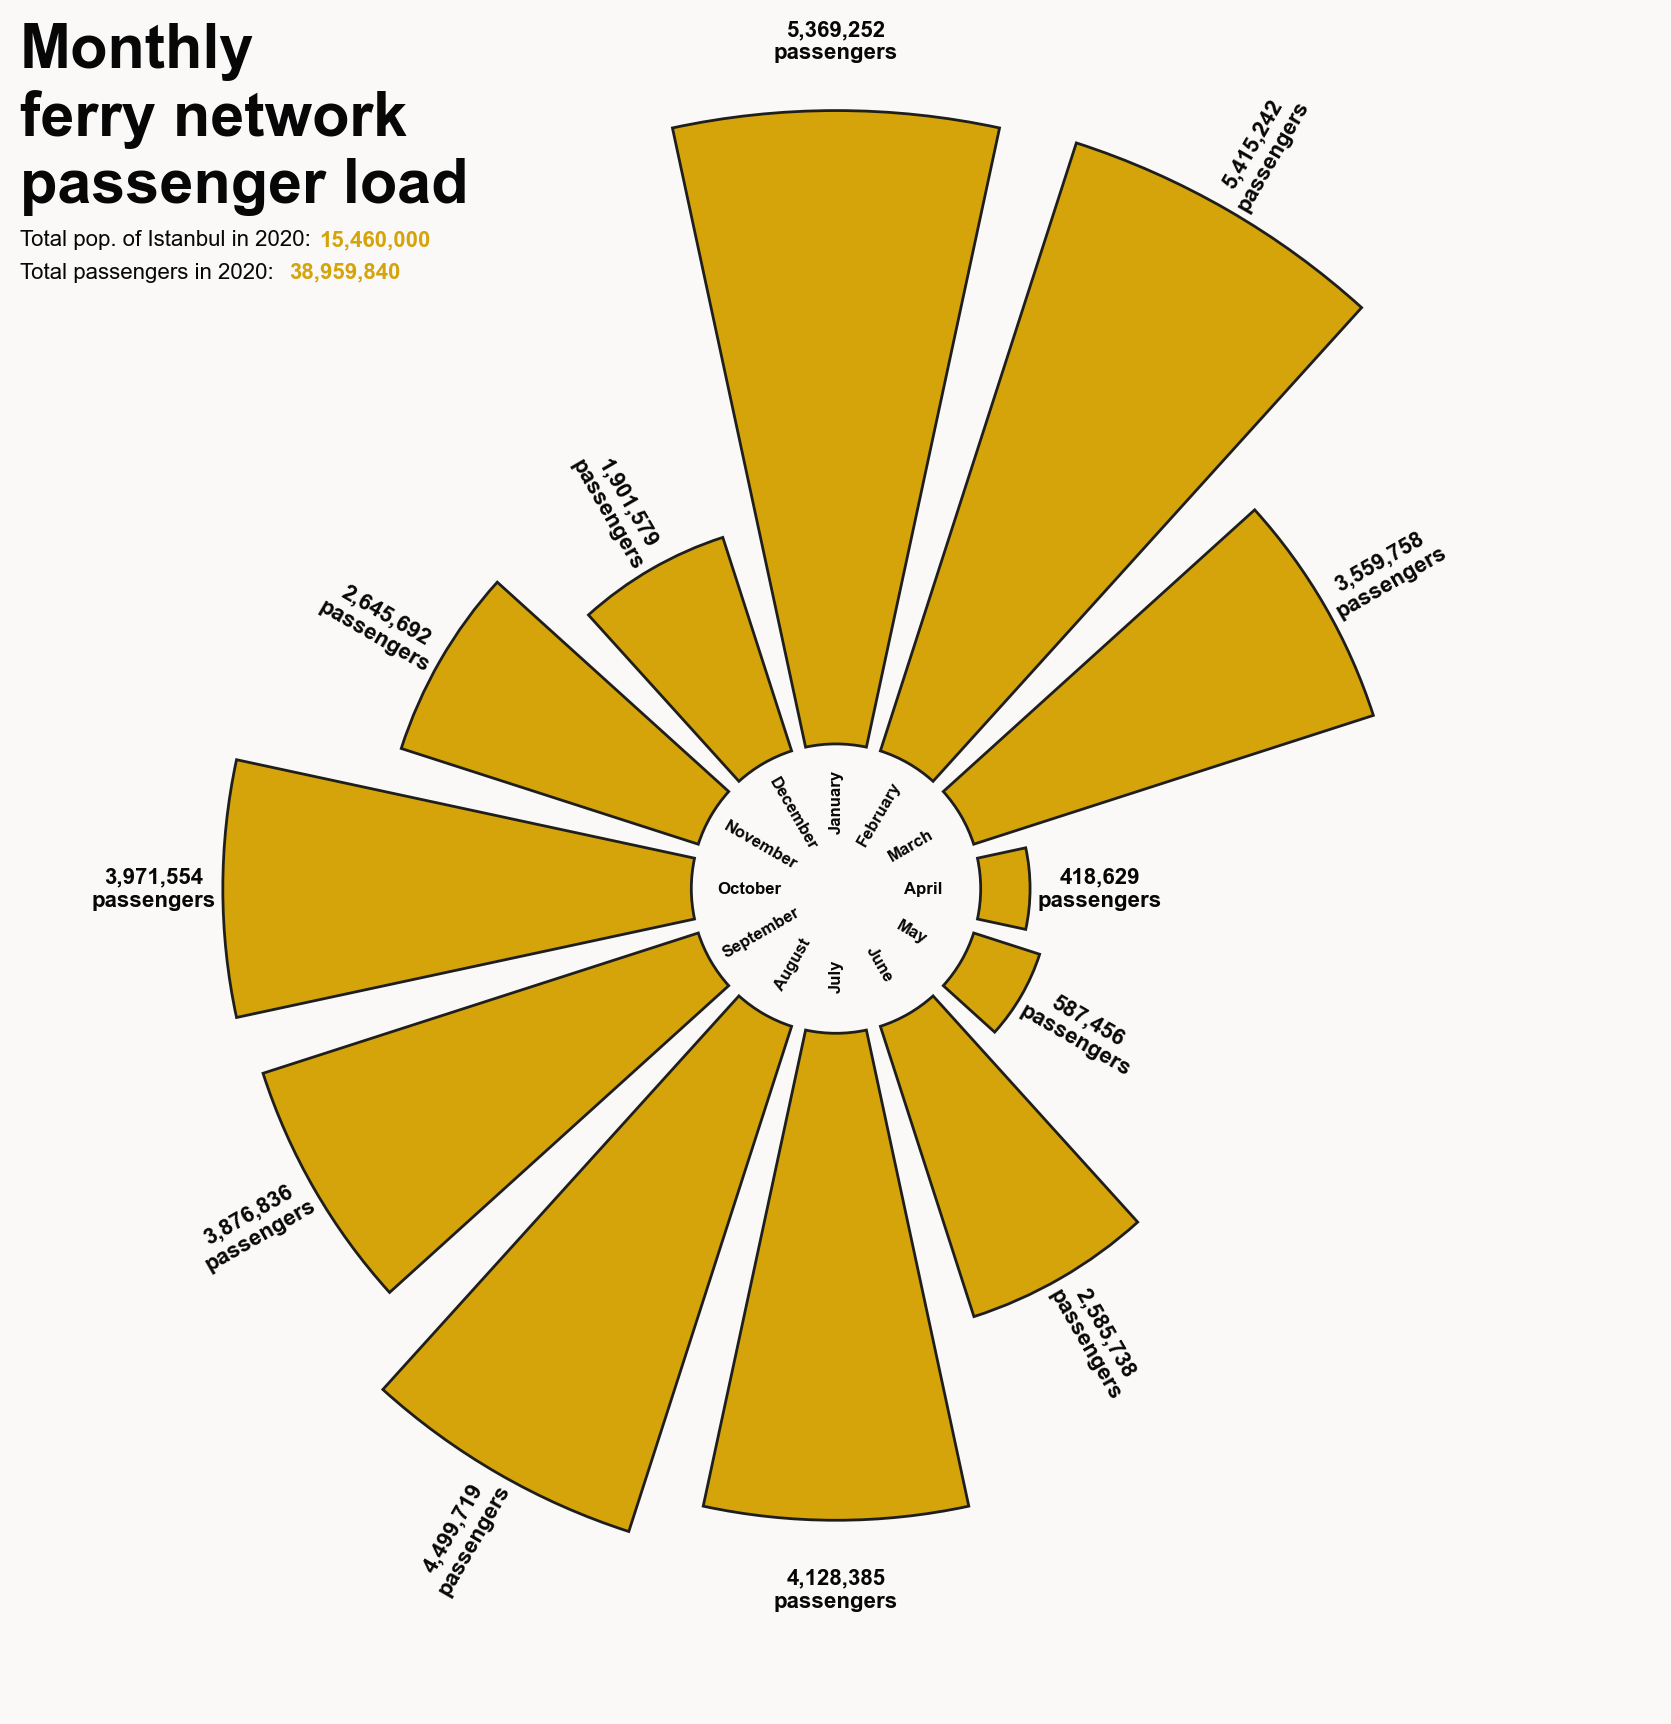 Monthly
ferry network
passenger load
Total pop. of Istanbul in 2020: 15,460,000
Total passengers in 2020: 38,959,840
5,369,252
passengers
5,415,242
passengers
3,559,758
passengers
418,629
passengers
587,456
passengers
2,585,738
passengers
4,128,385
passengers
4,499,719
passengers
3,876,836
passengers
3,971,554
passengers
2,645,692
passengers
1,901,579
passengers
January
February
March
April
May
June
July
August
September
October
November
December